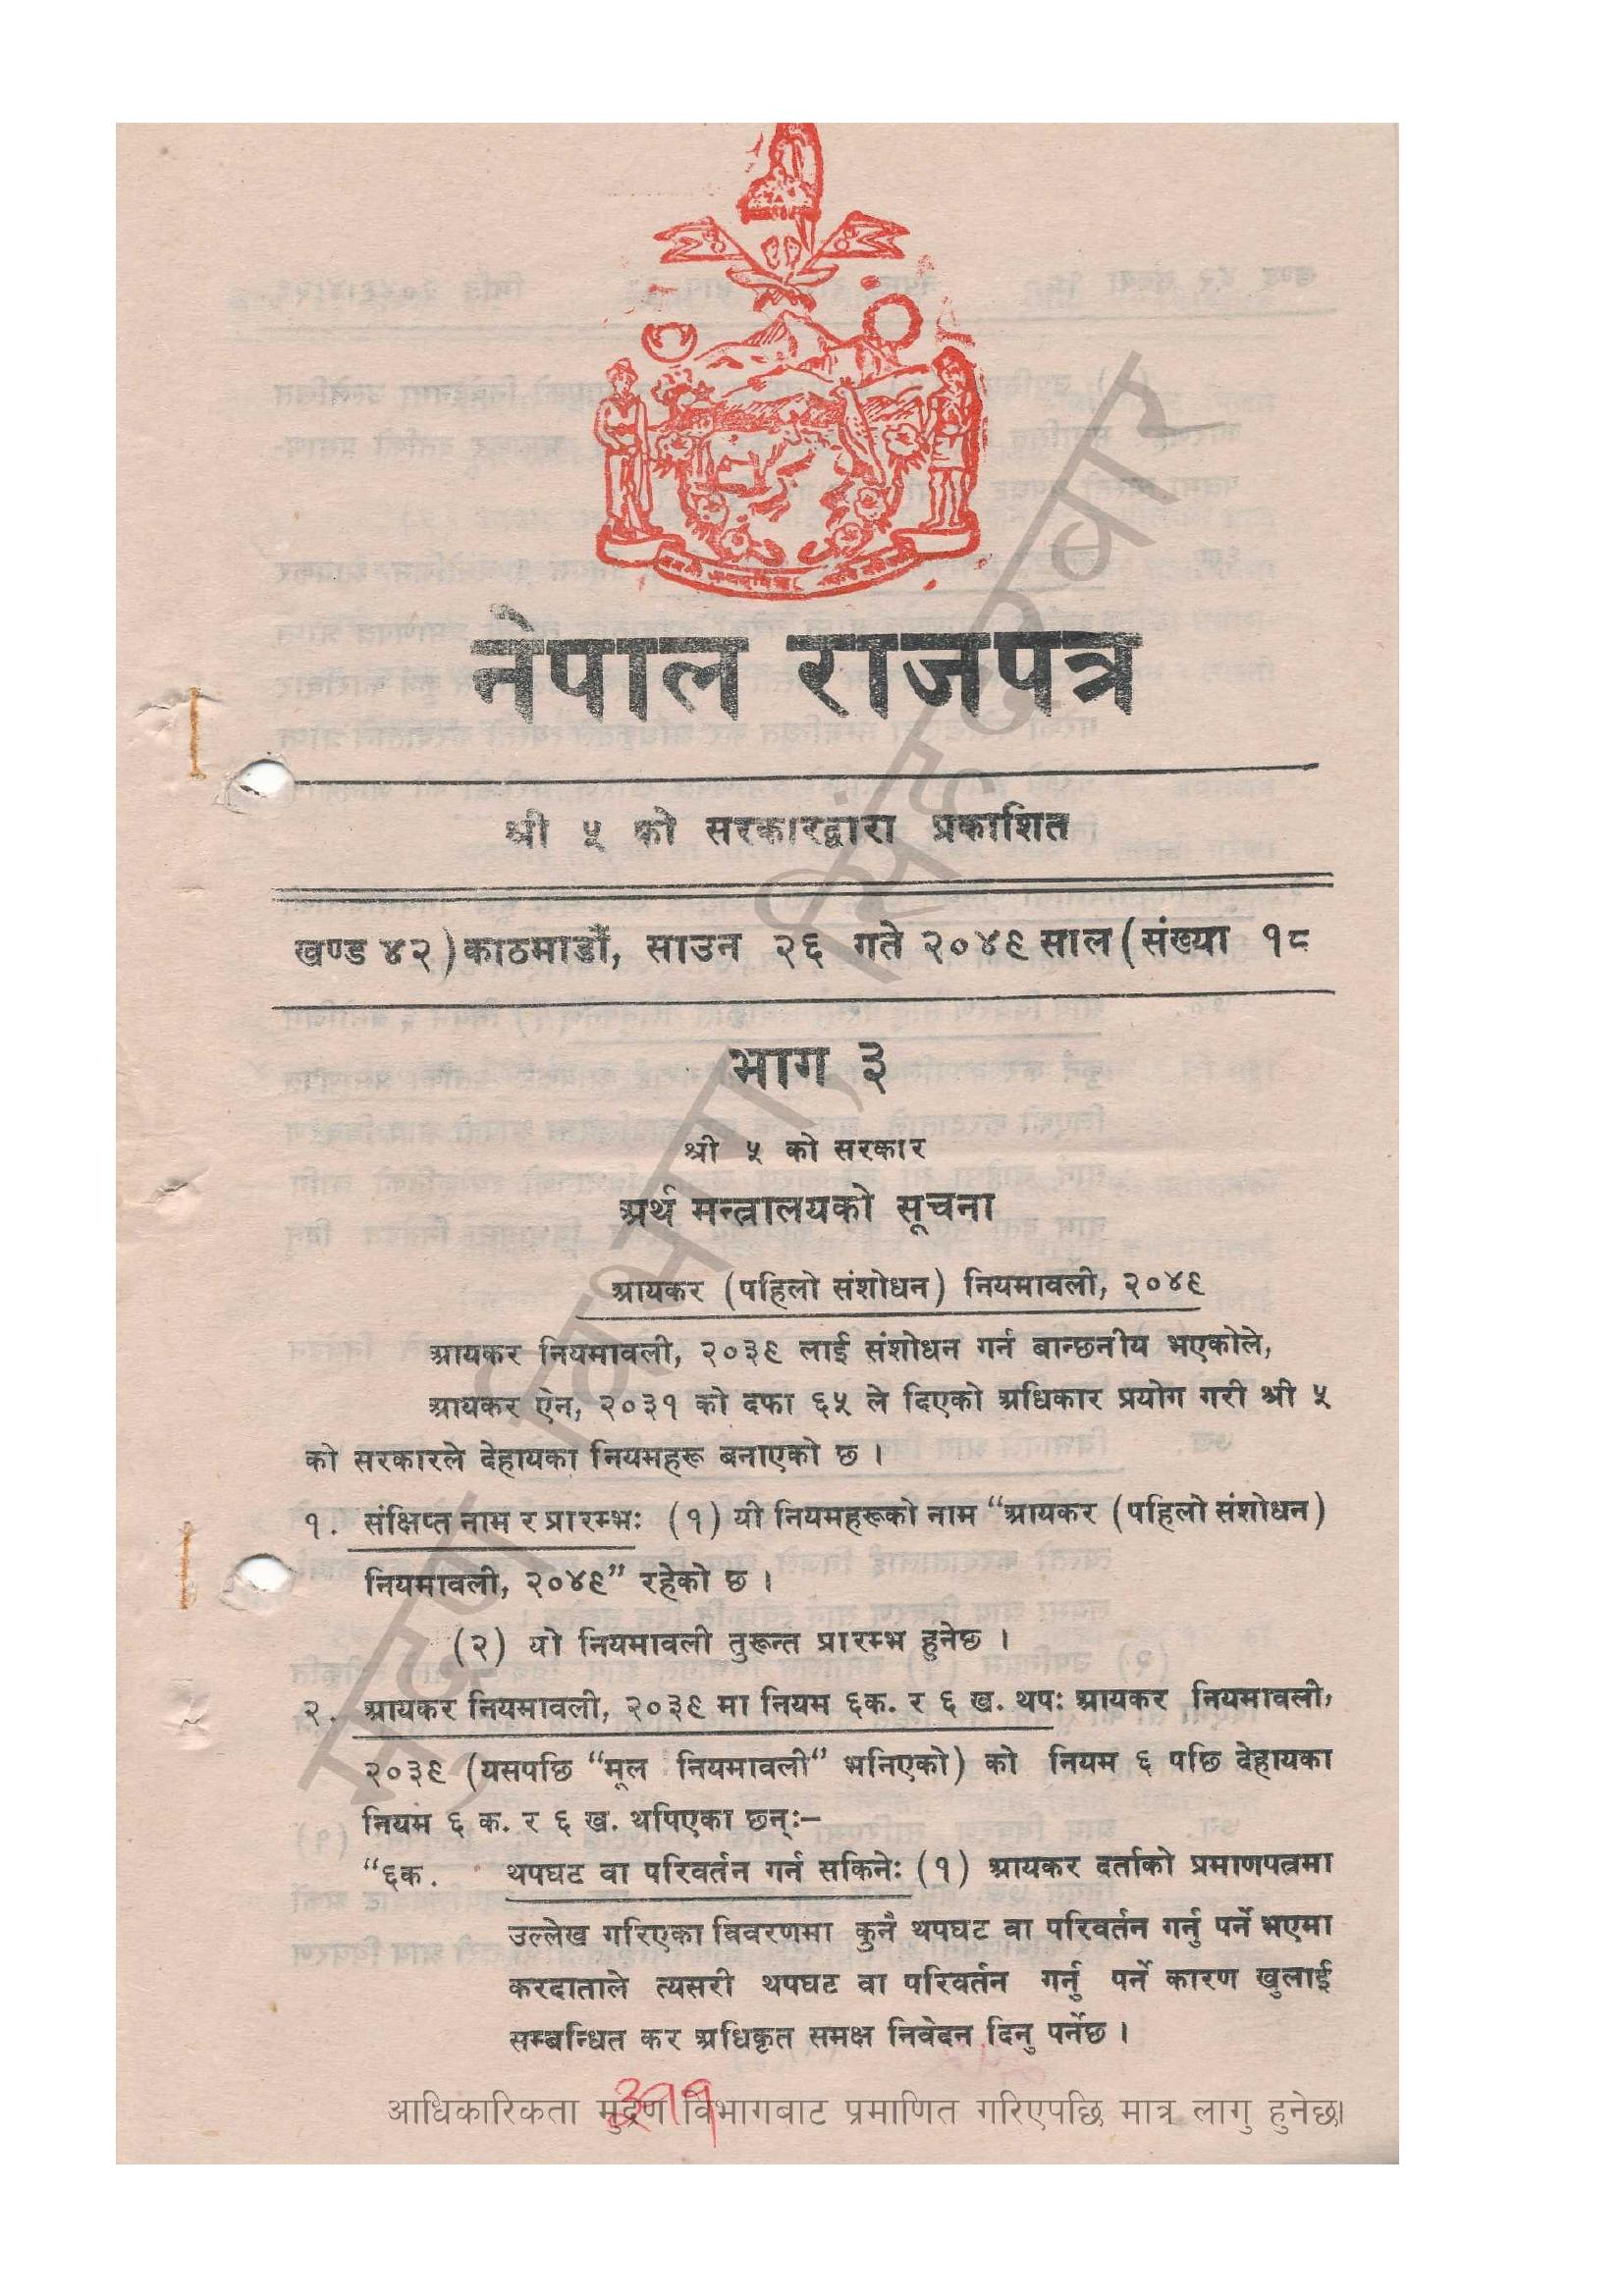 नेपाल राजपत्र
श्री ५ को सरकारद्वारा प्रकाशित
खण्ड ४२) काठमाडौं, साउन २६ गते २०४९ साल (संख्या १८
भाग ३
श्री ५ को सरकार
अर्थ मन्त्रालयको सूचना
आयकर (पहिलो संशोधन) नियमावली, २०४९
आयकर नियमावली, २०३९ लाई संशोधन गर्न बान्छनीय भएकोले,
आयकर ऐन, २०३१ को दफा ६५ ले दिएको अधिकार प्रयोग गरी श्री ५
को सरकारले देहायका नियमहरू बनाएको छ ।
१. संक्षिप्त नाम र प्रारम्भः (१) यी नियमहरूको नाम “आयकर (पहिलो संशोधन)
नियमावली, २०४९” रहेको छ ।
(२) यो नियमावली तुरून्त प्रारम्भ हुनेछ ।
२. आयकर नियमावली, २०३९ मा नियम ६क. र ६ ख. थपः आयकर नियमावली,
२०३९ (यसपछि “मूल नियमावली” भनिएको) को नियम ६ पछि देहायका
नियम ६ क. र ६ ख. थपिएका छन्ः–
“६क. थपघट वा परिवर्तन गर्न सकिनेः (१) आयकर दर्ताको प्रमाणपत्रमा
उल्लेख गरिएका विवरणमा कुनै थपघट वा परिवर्तन गर्नु पर्ने भएमा
करदाताले त्यसरी थपघट वा परिवर्तन गर्नु पर्ने कारण खुलाई
सम्बन्धित कर अधिकृत समक्ष निवेदन दिनु पर्नेछ ।
३११
आधिकारिकता मुद्रण विभागबाट प्रमाणित गरिएपछि मात्र लागु हुनेछ।
मुद्रण विभाग, सिंहदरवार